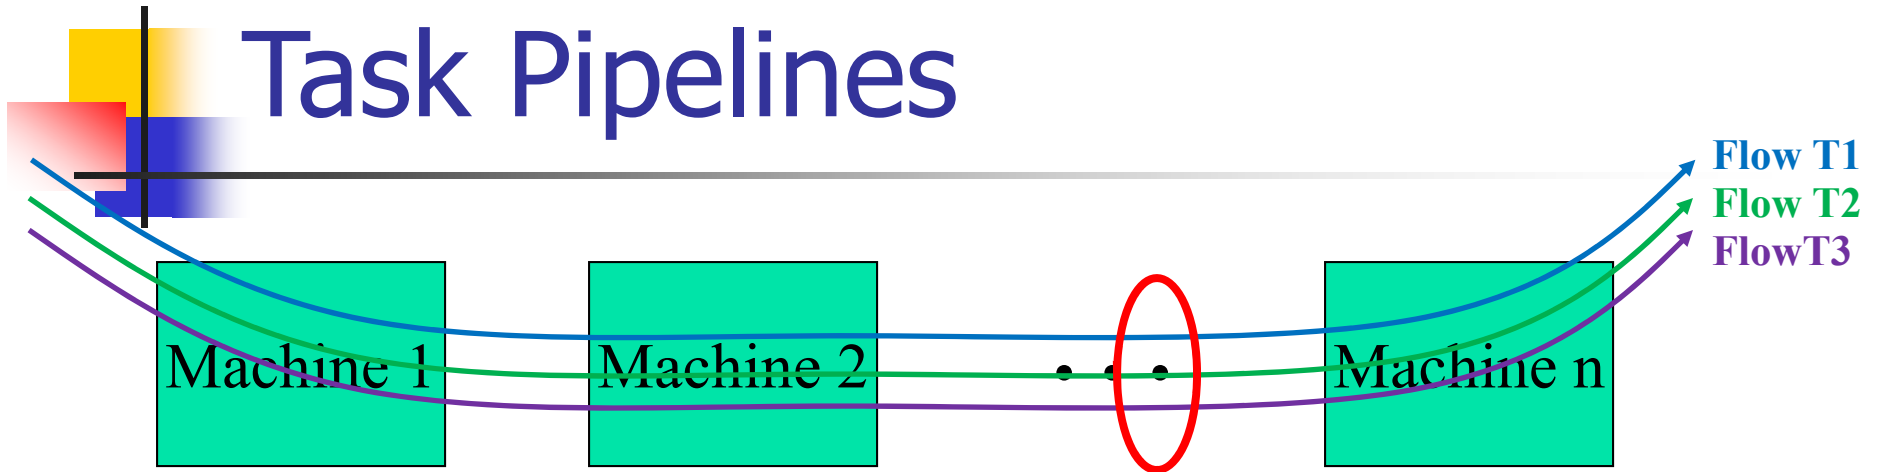 Task Pipelines
Flow T1
Flow T2
FlowT3
Machine 1
Machine 2
• • •
Machine n